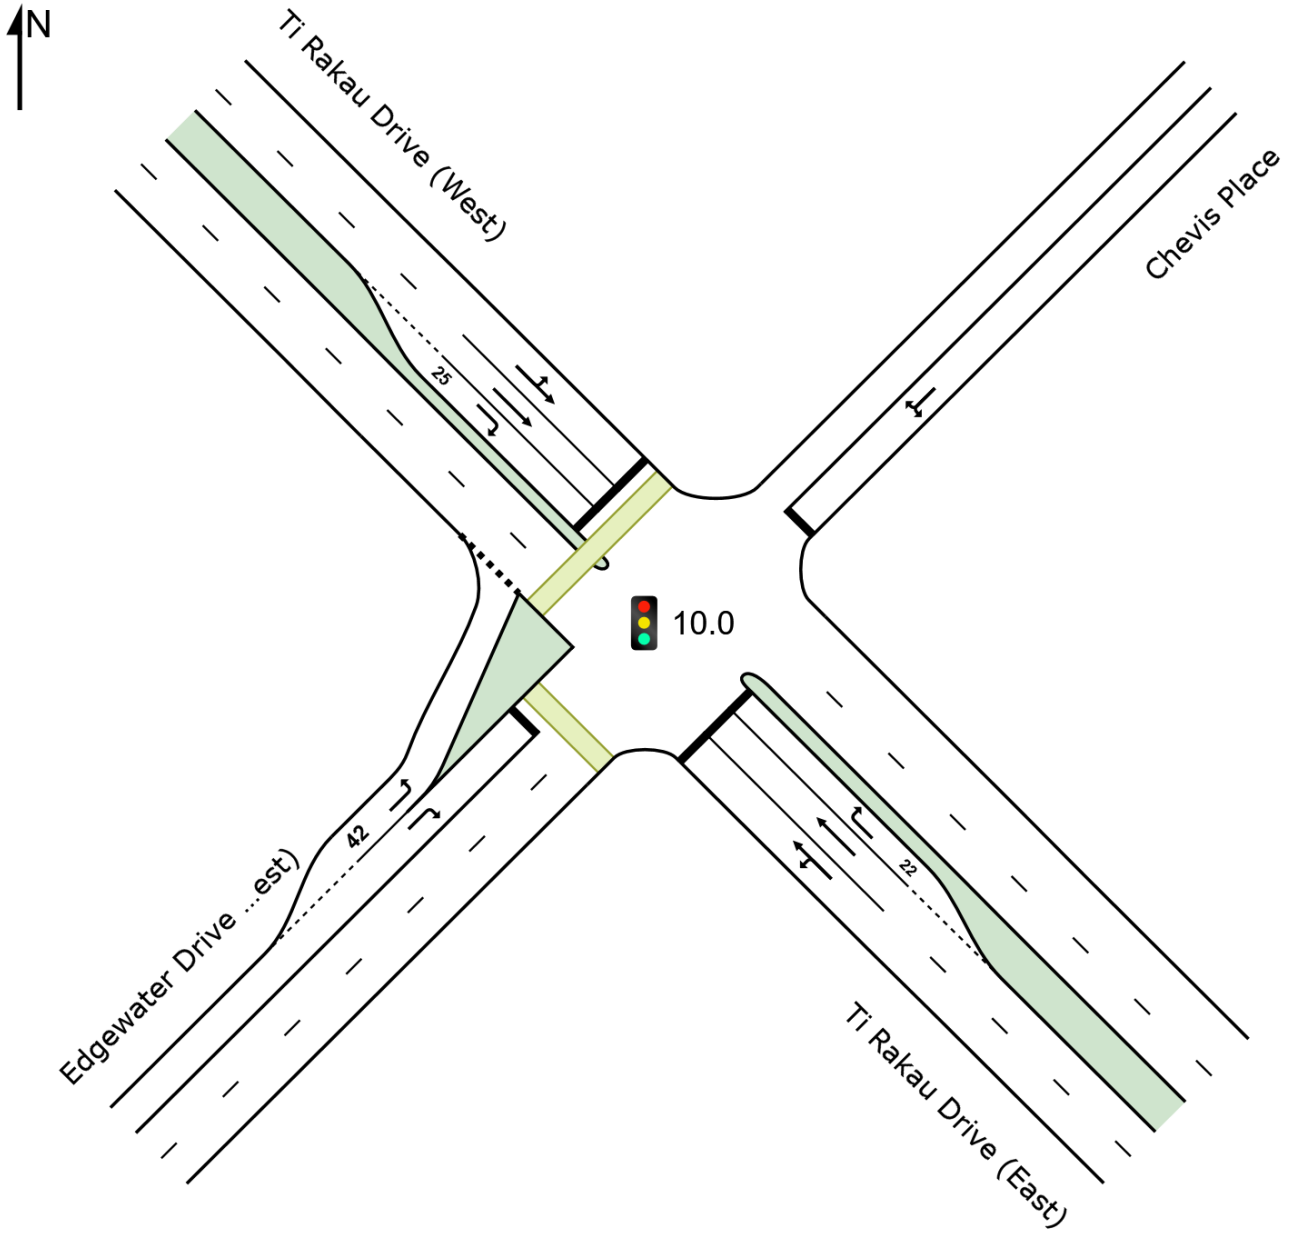 N
Ti Rakau Drive (West)
Chevis Place
25
10.0
42
22
Edgewater Drive ...est)
Ti Rakau Drive (East)